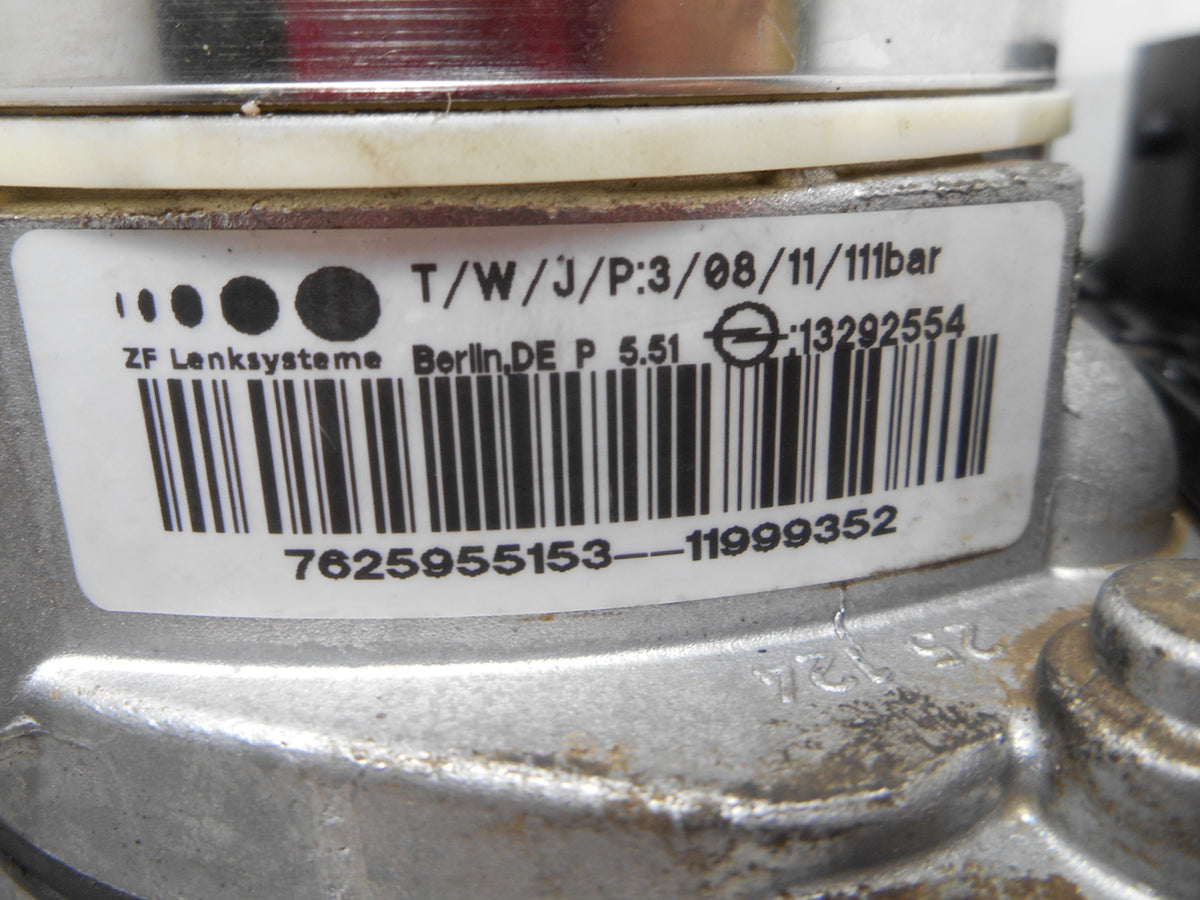 T/W/J/P:3/08/11/111bar
ZF Lenksysteme Berlin,DE P 5.51 :13292554
7625955153--11999352